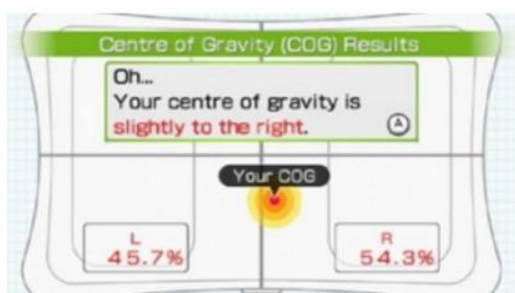 Centre of Gravity (COG) Results
Oh...
Your centre of gravity is
slightly to the right.
A
Your COG
L
45.7%
R
54.3%